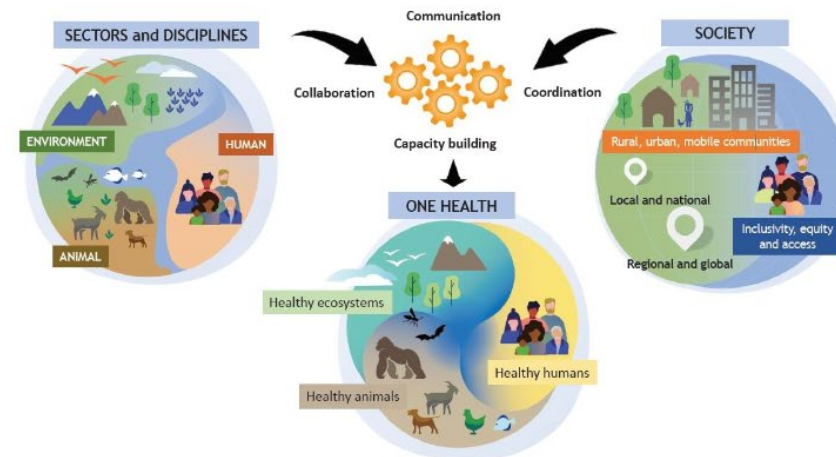 SECTORS and DISCIPLINES
ENVIRONMENT
HUMAN
ANIMAL
Communication
Collaboration
Coordination
Capacity building
SOCIETY
Rural, urban, mobile communities
Local and national
Inclusivity, equity
and access
Regional and global
ONE HEALTH
Healthy ecosystems
Healthy humans
Healthy animals